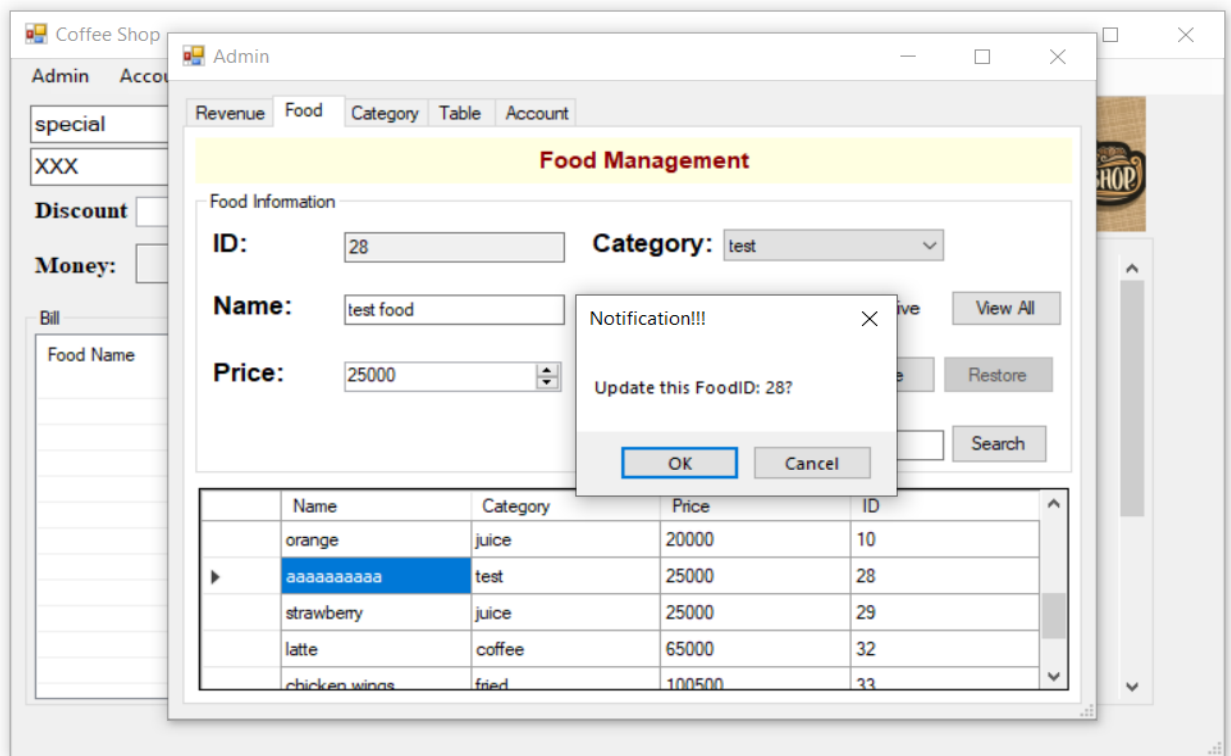 Coffee Shop
Admin
Admin
Revenue Food Category Table Account
special
XXX
Discount
Money:
Bill
Food Name
SHOP
Food Management
Food Information
ID: 28 Category: test
Name: test food View All
Price: 25000 Restore
Search
Notification!!!
Update this FoodID: 28?
OK Cancel
Name Category Price ID
orange juice 20000 10
aaaaaaaaaa test 25000 28
strawberry juice 25000 29
latte coffee 65000 32
chicken wings fried 100500 33